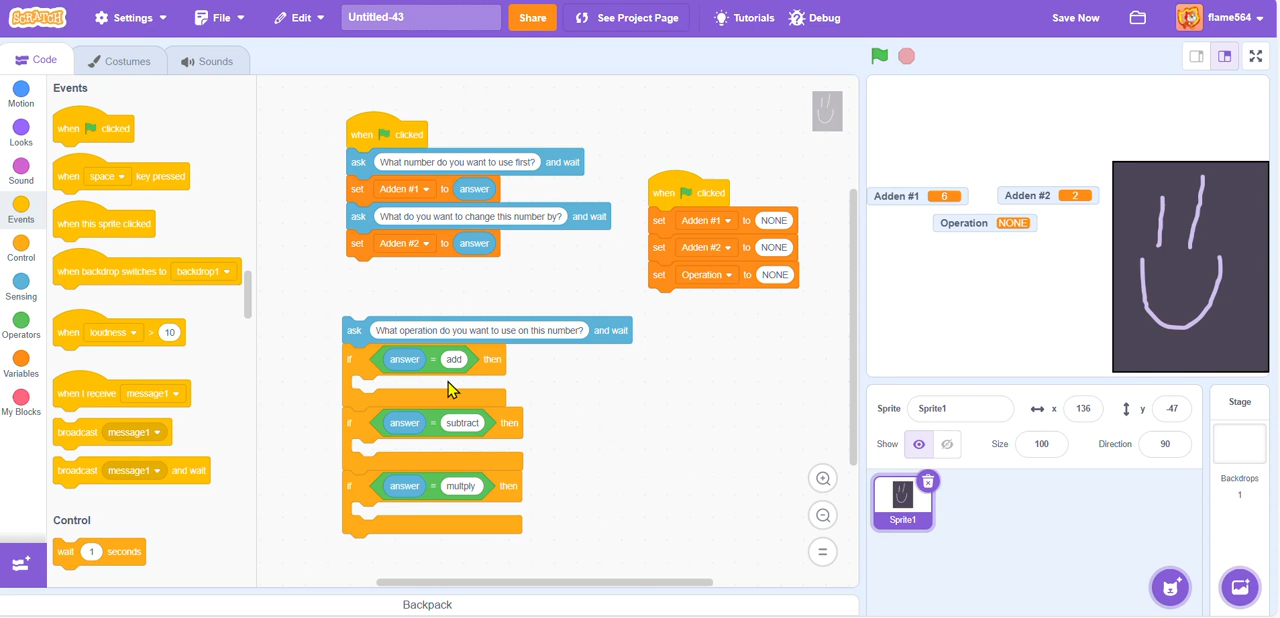 SCRATCH Settings File Edit Untitled-43 Share See Project Page Tutorials Debug Save Now flame564
Code Costumes Sounds
Motion
Looks
Sound
Events
Control
Sensing
Operators
Variables
My Blocks
Events
when clicked
when space key pressed
when this sprite clicked
when backdrop switches to backdrop1
when loudness > 10
when I receive message1
broadcast message1
broadcast message1 and wait
Control
wait 1 seconds
when clicked
ask What number do you want to use first? and wait
set Adden #1 to answer
ask What do you want to change this number by? and wait
set Adden #2 to answer
when clicked
set Adden #1 to NONE
set Adden #2 to NONE
set Operation to NONE
ask What operation do you want to use on this number? and wait
if answer = add then
if answer = subtract then
if answer = multply then
Backpack
Adden #1 6 Adden #2 2
Operation NONE
Sprite Sprite1 x 136 y -47
Show Size 100 Direction 90
Sprite1
Stage
Backdrops
1